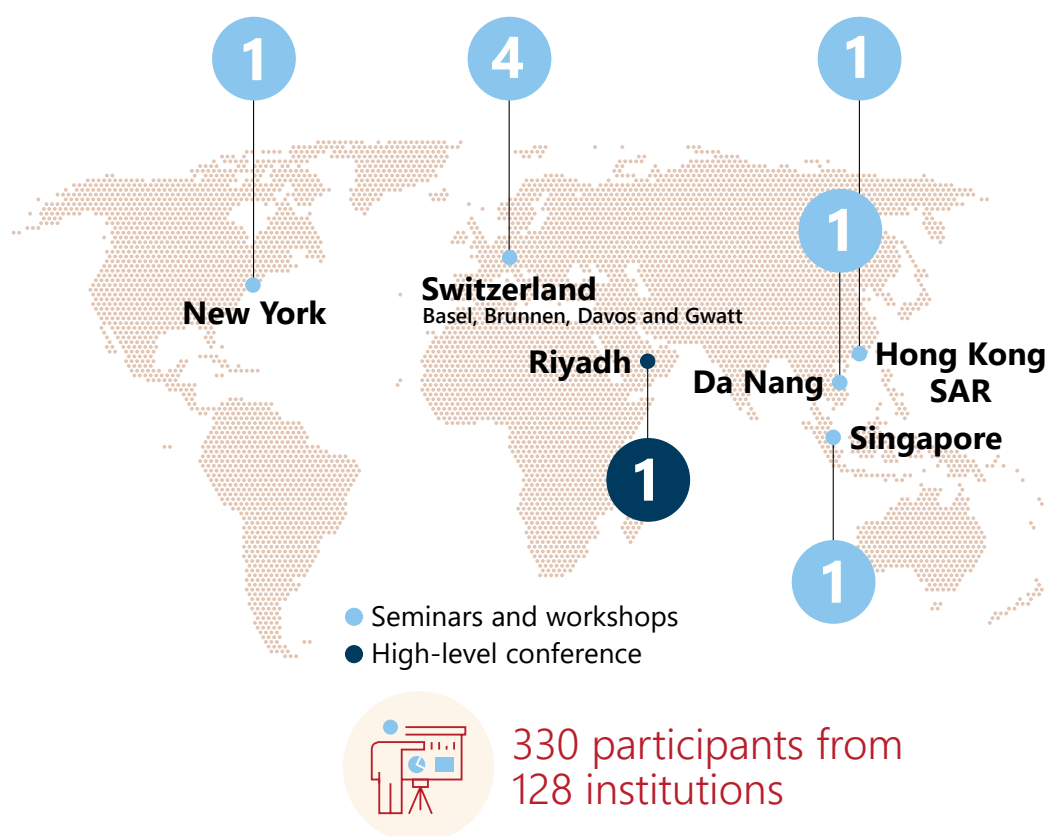 1
4
1
1
New York
Switzerland
Basel, Brunnen, Davos and Gwatt
Riyadh
Da Nang
Hong Kong
SAR
Singapore
1
1
Seminars and workshops
High-level conference
330 participants from
128 institutions